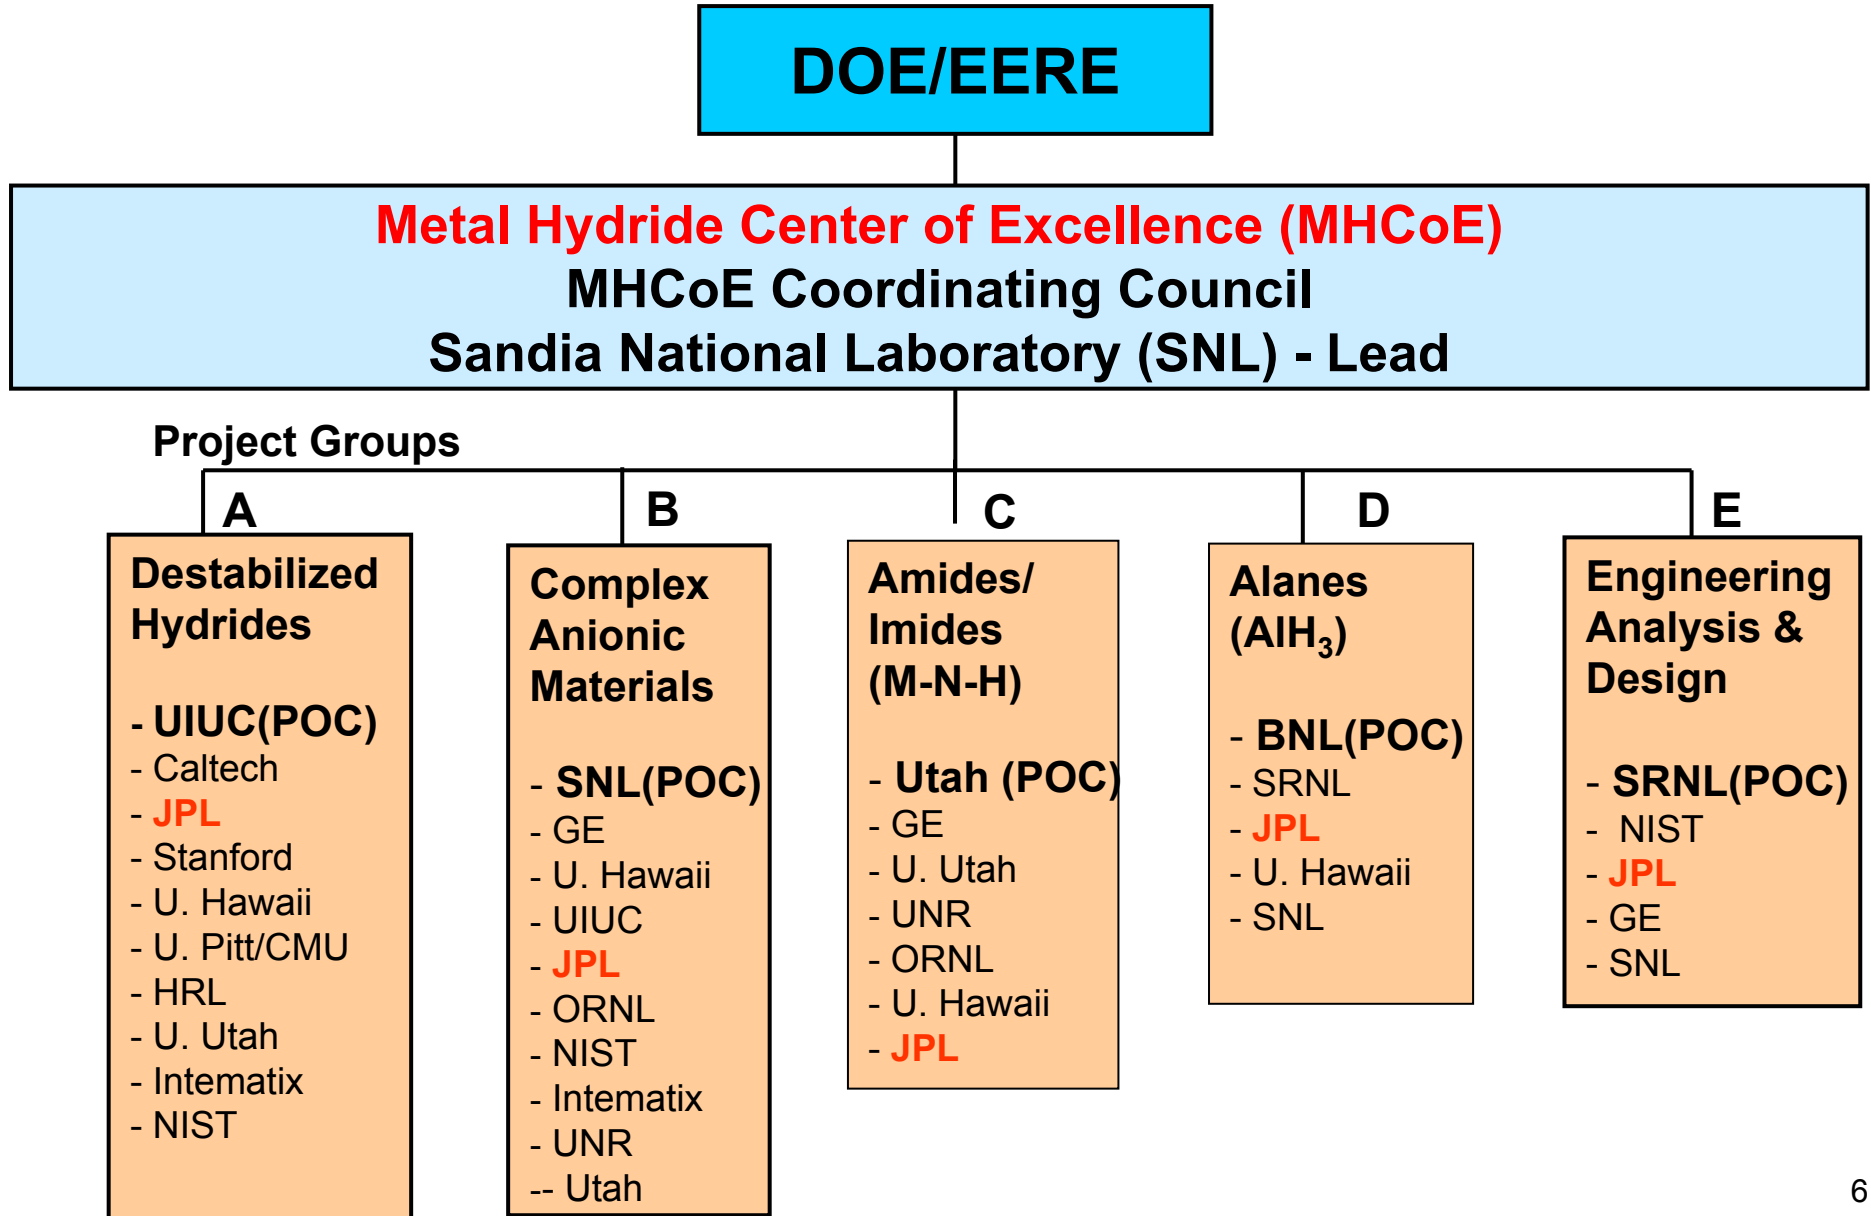 DOE/EERE
Metal Hydride Center of Excellence (MHCoE)
MHCoE Coordinating Council
Sandia National Laboratory (SNL) - Lead
Project Groups
A
Destabilized
Hydrides
- UIUC(POC)
- Caltech
- JPL
- Stanford
- U. Hawaii
- U. Pitt/CMU
- HRL
- U. Utah
- Intematix
- NIST
B
Complex
Anionic
Materials
- SNL(POC)
- GE
- U. Hawaii
- UIUC
- JPL
- ORNL
- NIST
- Intematix
- UNR
-- Utah
C
Amides/
Imides
(M-N-H)
- Utah (POC)
- GE
- U. Utah
- UNR
- ORNL
- U. Hawaii
- JPL
D
Alanes
(AlH₃)
- BNL(POC)
- SRNL
- JPL
- U. Hawaii
- SNL
E
Engineering
Analysis &
Design
- SRNL(POC)
- NIST
- JPL
- GE
- SNL
6